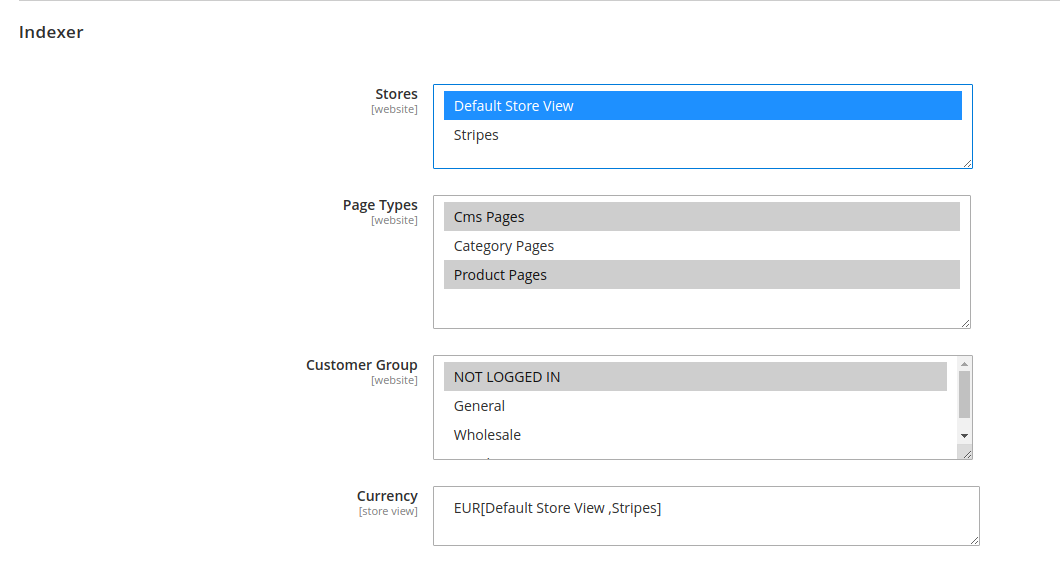 Indexer
Stores
[website]
Default Store View
Stripes
Page Types
[website]
Cms Pages
Category Pages
Product Pages
Customer Group
[website]
NOT LOGGED IN
General
Wholesale
Currency
[store view]
EUR[Default Store View ,Stripes]